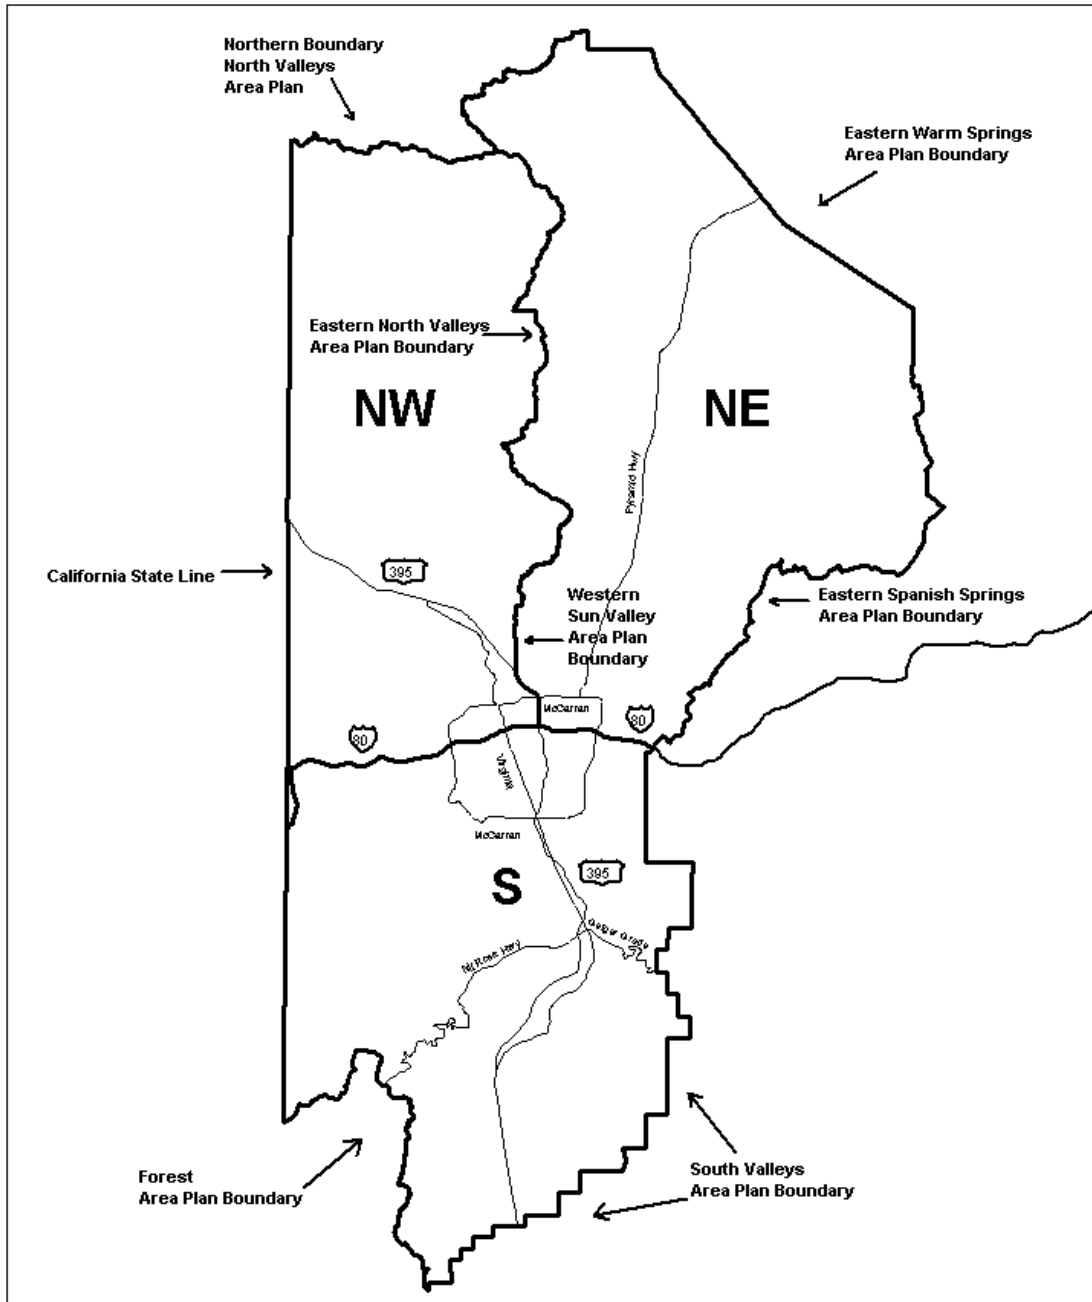 Northern Boundary
North Valleys
Area Plan
Eastern Warm Springs
Area Plan Boundary
Eastern North Valleys
Area Plan Boundary
NW
NE
Pyramid Hwy
California State Line
395
Western
Sun Valley
Area Plan
Boundary
Eastern Spanish Springs
Area Plan Boundary
McCarran
80
80
Virginia
McCarran
S
395
Geiger Grade
Mt Rose Hwy
Forest
Area Plan Boundary
South Valleys
Area Plan Boundary